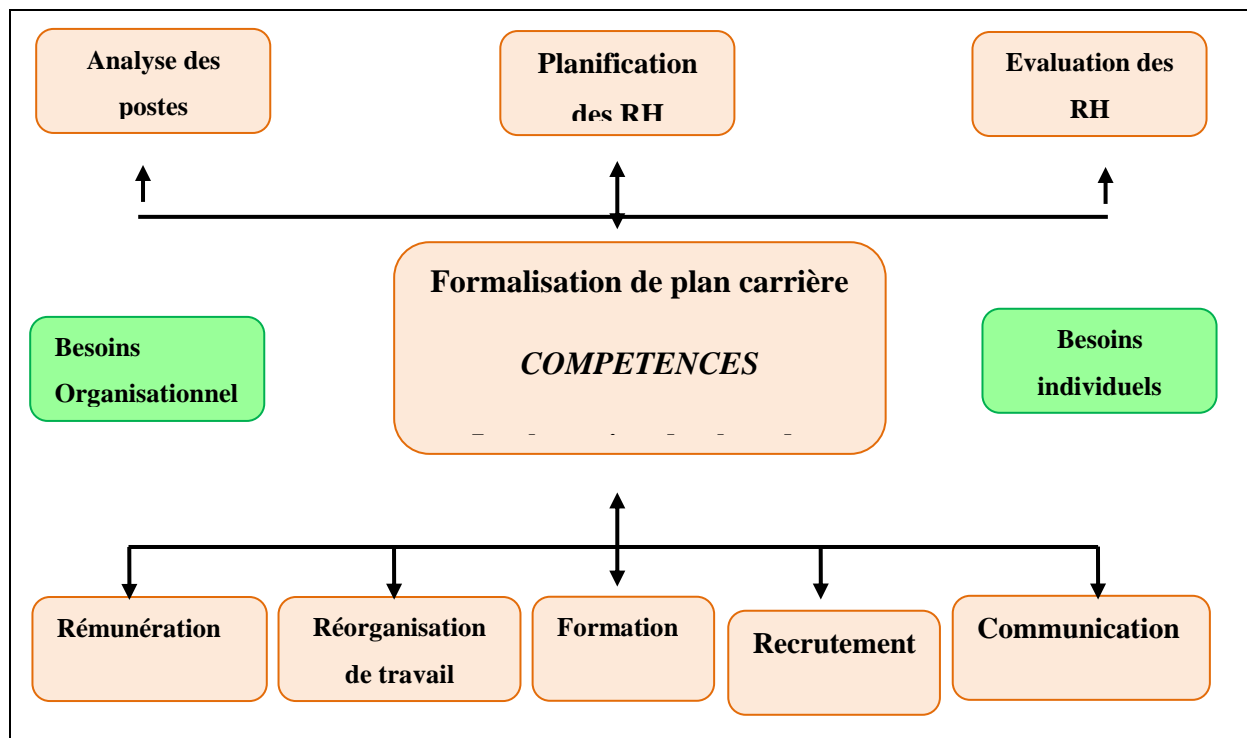 Analyse des
postes
Planification
des RH
Evaluation des
RH
Formalisation de plan carrière
COMPETENCES
Besoins
Organisationnel
Besoins
individuels
Rémunération
Réorganisation
de travail
Formation
Recrutement
Communication